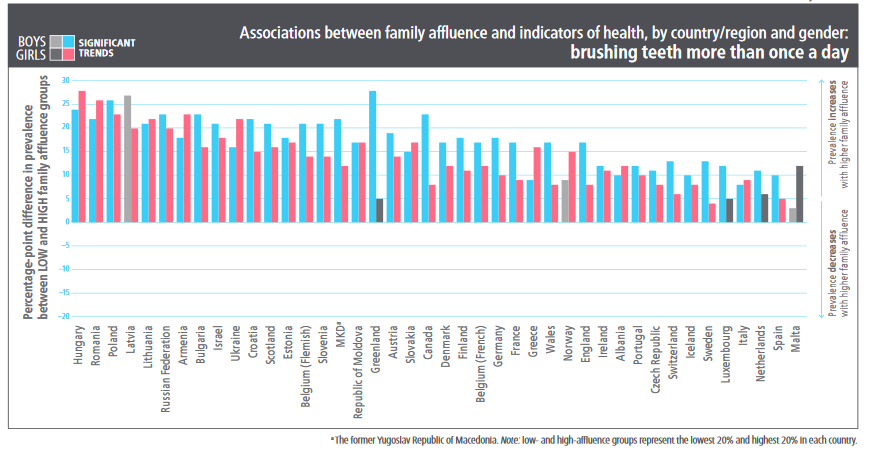 BOYS
GIRLS
SIGNIFICANT
TRENDS
Associations between family affluence and indicators of health, by country/region and gender:
brushing teeth more than once a day
Percentage-point difference in prevalence
between LOW and HIGH family affluence groups
30
25
20
15
10
5
0
–5
–10
–15
–20
Prevalence increases
with higher family affluence
Prevalence decreases
with higher family affluence
Hungary
Romania
Poland
Latvia
Lithuania
Russian Federation
Armenia
Bulgaria
Israel
Ukraine
Croatia
Scotland
Estonia
Belgium (Flemish)
Slovenia
MKDª
Republic of Moldova
Greenland
Austria
Slovakia
Canada
Denmark
Finland
Belgium (French)
Germany
France
Greece
Wales
Norway
England
Ireland
Albania
Portugal
Czech Republic
Switzerland
Iceland
Sweden
Luxembourg
Italy
Netherlands
Spain
Malta
ª The former Yugoslav Republic of Macedonia. Note: low- and high-affluence groups represent the lowest 20% and highest 20% in each country.